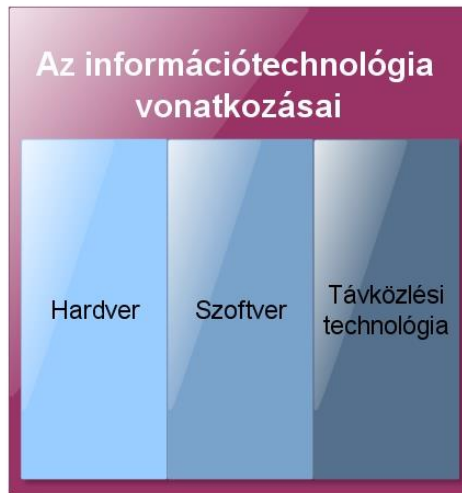 Az információtechnológia
vonatkozásai
Hardver
Szoftver
Távközlési
technológia